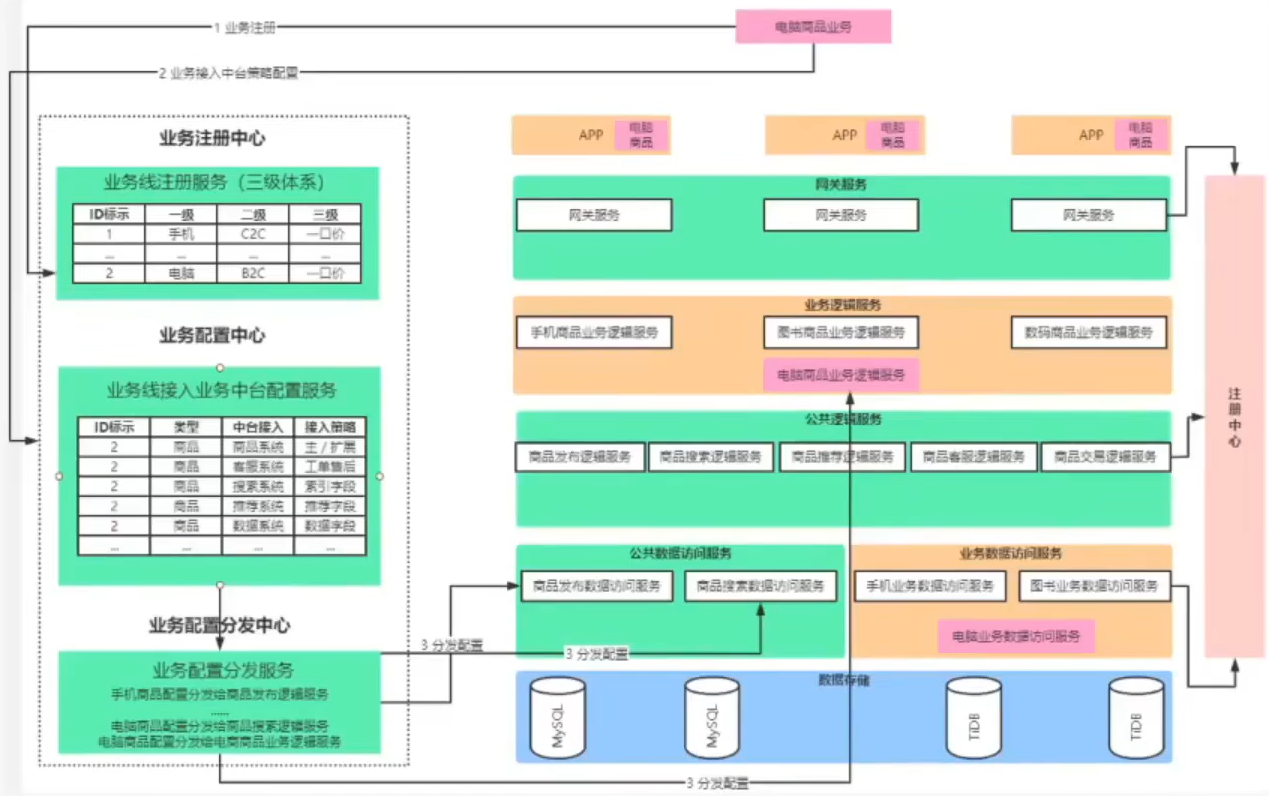 电脑商品业务
1 业务注册
2 业务接入中台策略配置
业务注册中心
业务线注册服务（三级体系）
ID标示 一级 二级 三级
1 手机 C2C 一口价
... ... ... ...
2 电脑 B2C 一口价
业务配置中心
业务线接入业务中台配置服务
ID标示 类型 中台接入 接入策略
2 商品 商品系统 主 / 扩展
2 商品 客服系统 工单售后
2 商品 搜索系统 索引字段
2 商品 推荐系统 推荐字段
2 商品 数据系统 数据字段
... ... ... ...
业务配置分发中心
业务配置分发服务
手机商品配置分发给商品发布逻辑服务
......
电脑商品配置分发给商品搜索逻辑服务
电脑商品配置分发给电商商品业务逻辑服务
3 分发配置
3 分发配置
3 分发配置
APP 电脑
商品
APP 电脑
商品
APP 电脑
商品
网关服务
网关服务 网关服务 网关服务
业务逻辑服务
手机商品业务逻辑服务 图书商品业务逻辑服务 数码商品业务逻辑服务
电脑商品业务逻辑服务
公共逻辑服务
商品发布逻辑服务 商品搜索逻辑服务 商品推荐逻辑服务 商品客服逻辑服务 商品交易逻辑服务
公共数据访问服务
商品发布数据访问服务 商品搜索数据访问服务
业务数据访问服务
手机业务数据访问服务 图书业务数据访问服务
电脑业务数据访问服务
数据存储
MySQL MySQL TiDB TiDB
注册中心